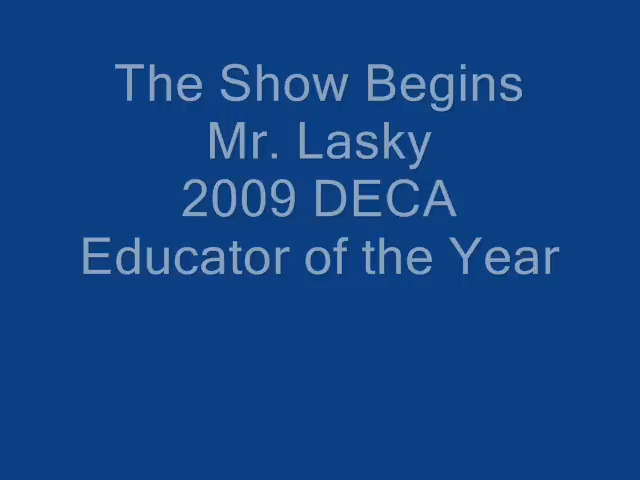 The Show Begins
Mr. Lasky
2009 DECA
Educator of the Year